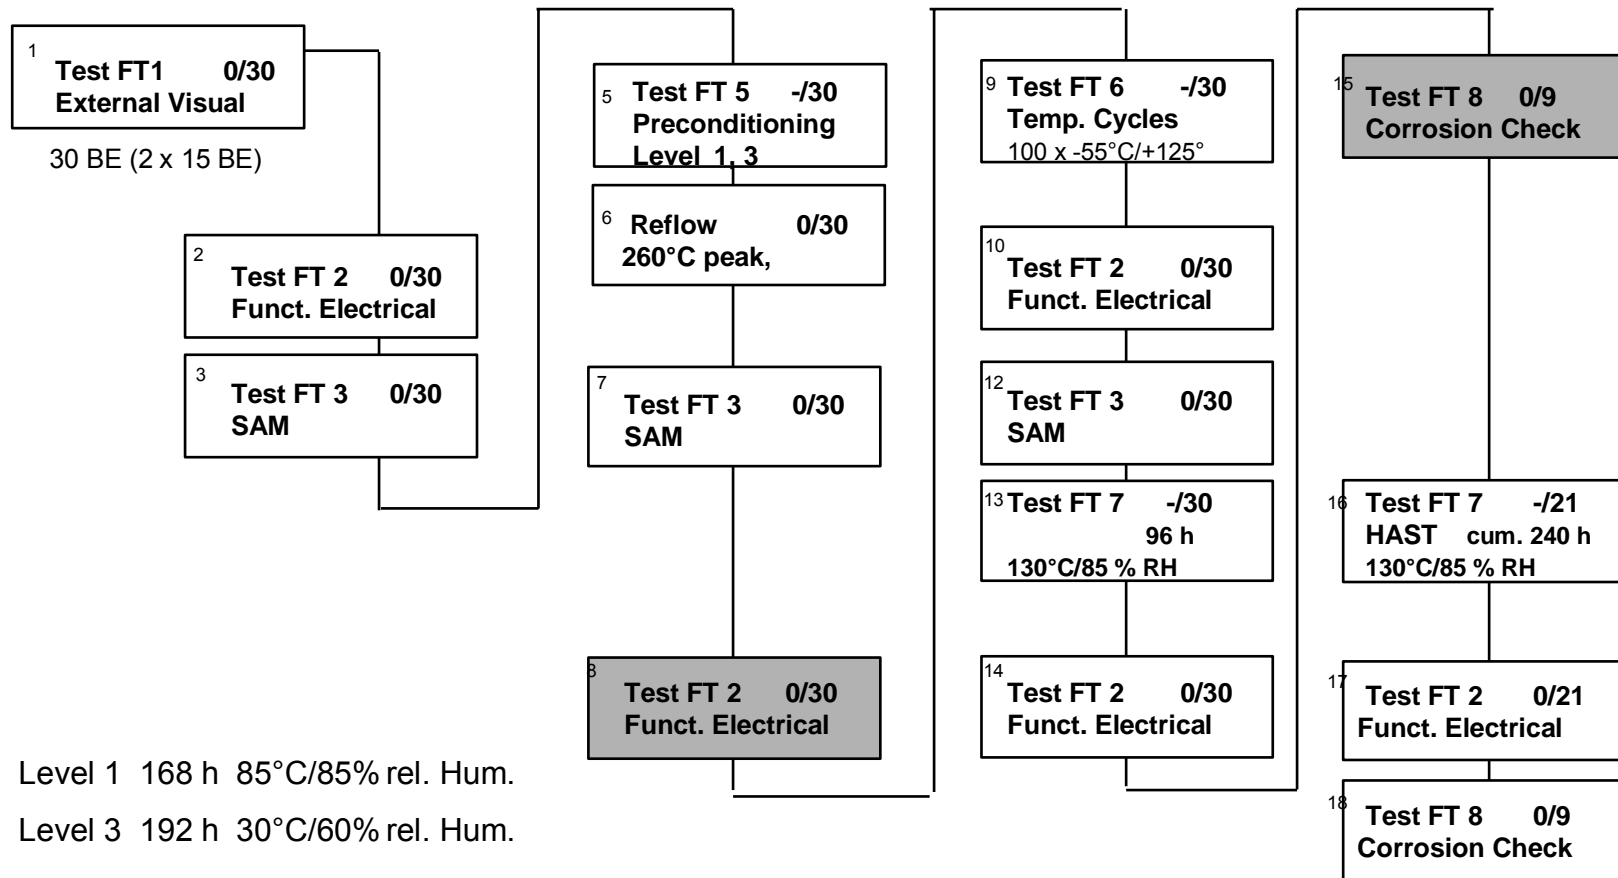 1
Test FT1 0/30
External Visual
30 BE (2 x 15 BE)
2
Test FT 2 0/30
Funct. Electrical
3
Test FT 3 0/30
SAM
5
Test FT 5 -/30
Preconditioning
Level 1, 3
6
Reflow 0/30
260°C peak,
7
Test FT 3 0/30
SAM
8
Test FT 2 0/30
Funct. Electrical
9
Test FT 6 -/30
Temp. Cycles
100 x -55°C/+125°
10
Test FT 2 0/30
Funct. Electrical
12
Test FT 3 0/30
SAM
13
Test FT 7 -/30
96 h
130°C/85 % RH
14
Test FT 2 0/30
Funct. Electrical
15
Test FT 8 0/9
Corrosion Check
16
Test FT 7 -/21
HAST cum. 240 h
130°C/85 % RH
17
Test FT 2 0/21
Funct. Electrical
18
Test FT 8 0/9
Corrosion Check
Level 1 168 h 85°C/85% rel. Hum.
Level 3 192 h 30°C/60% rel. Hum.